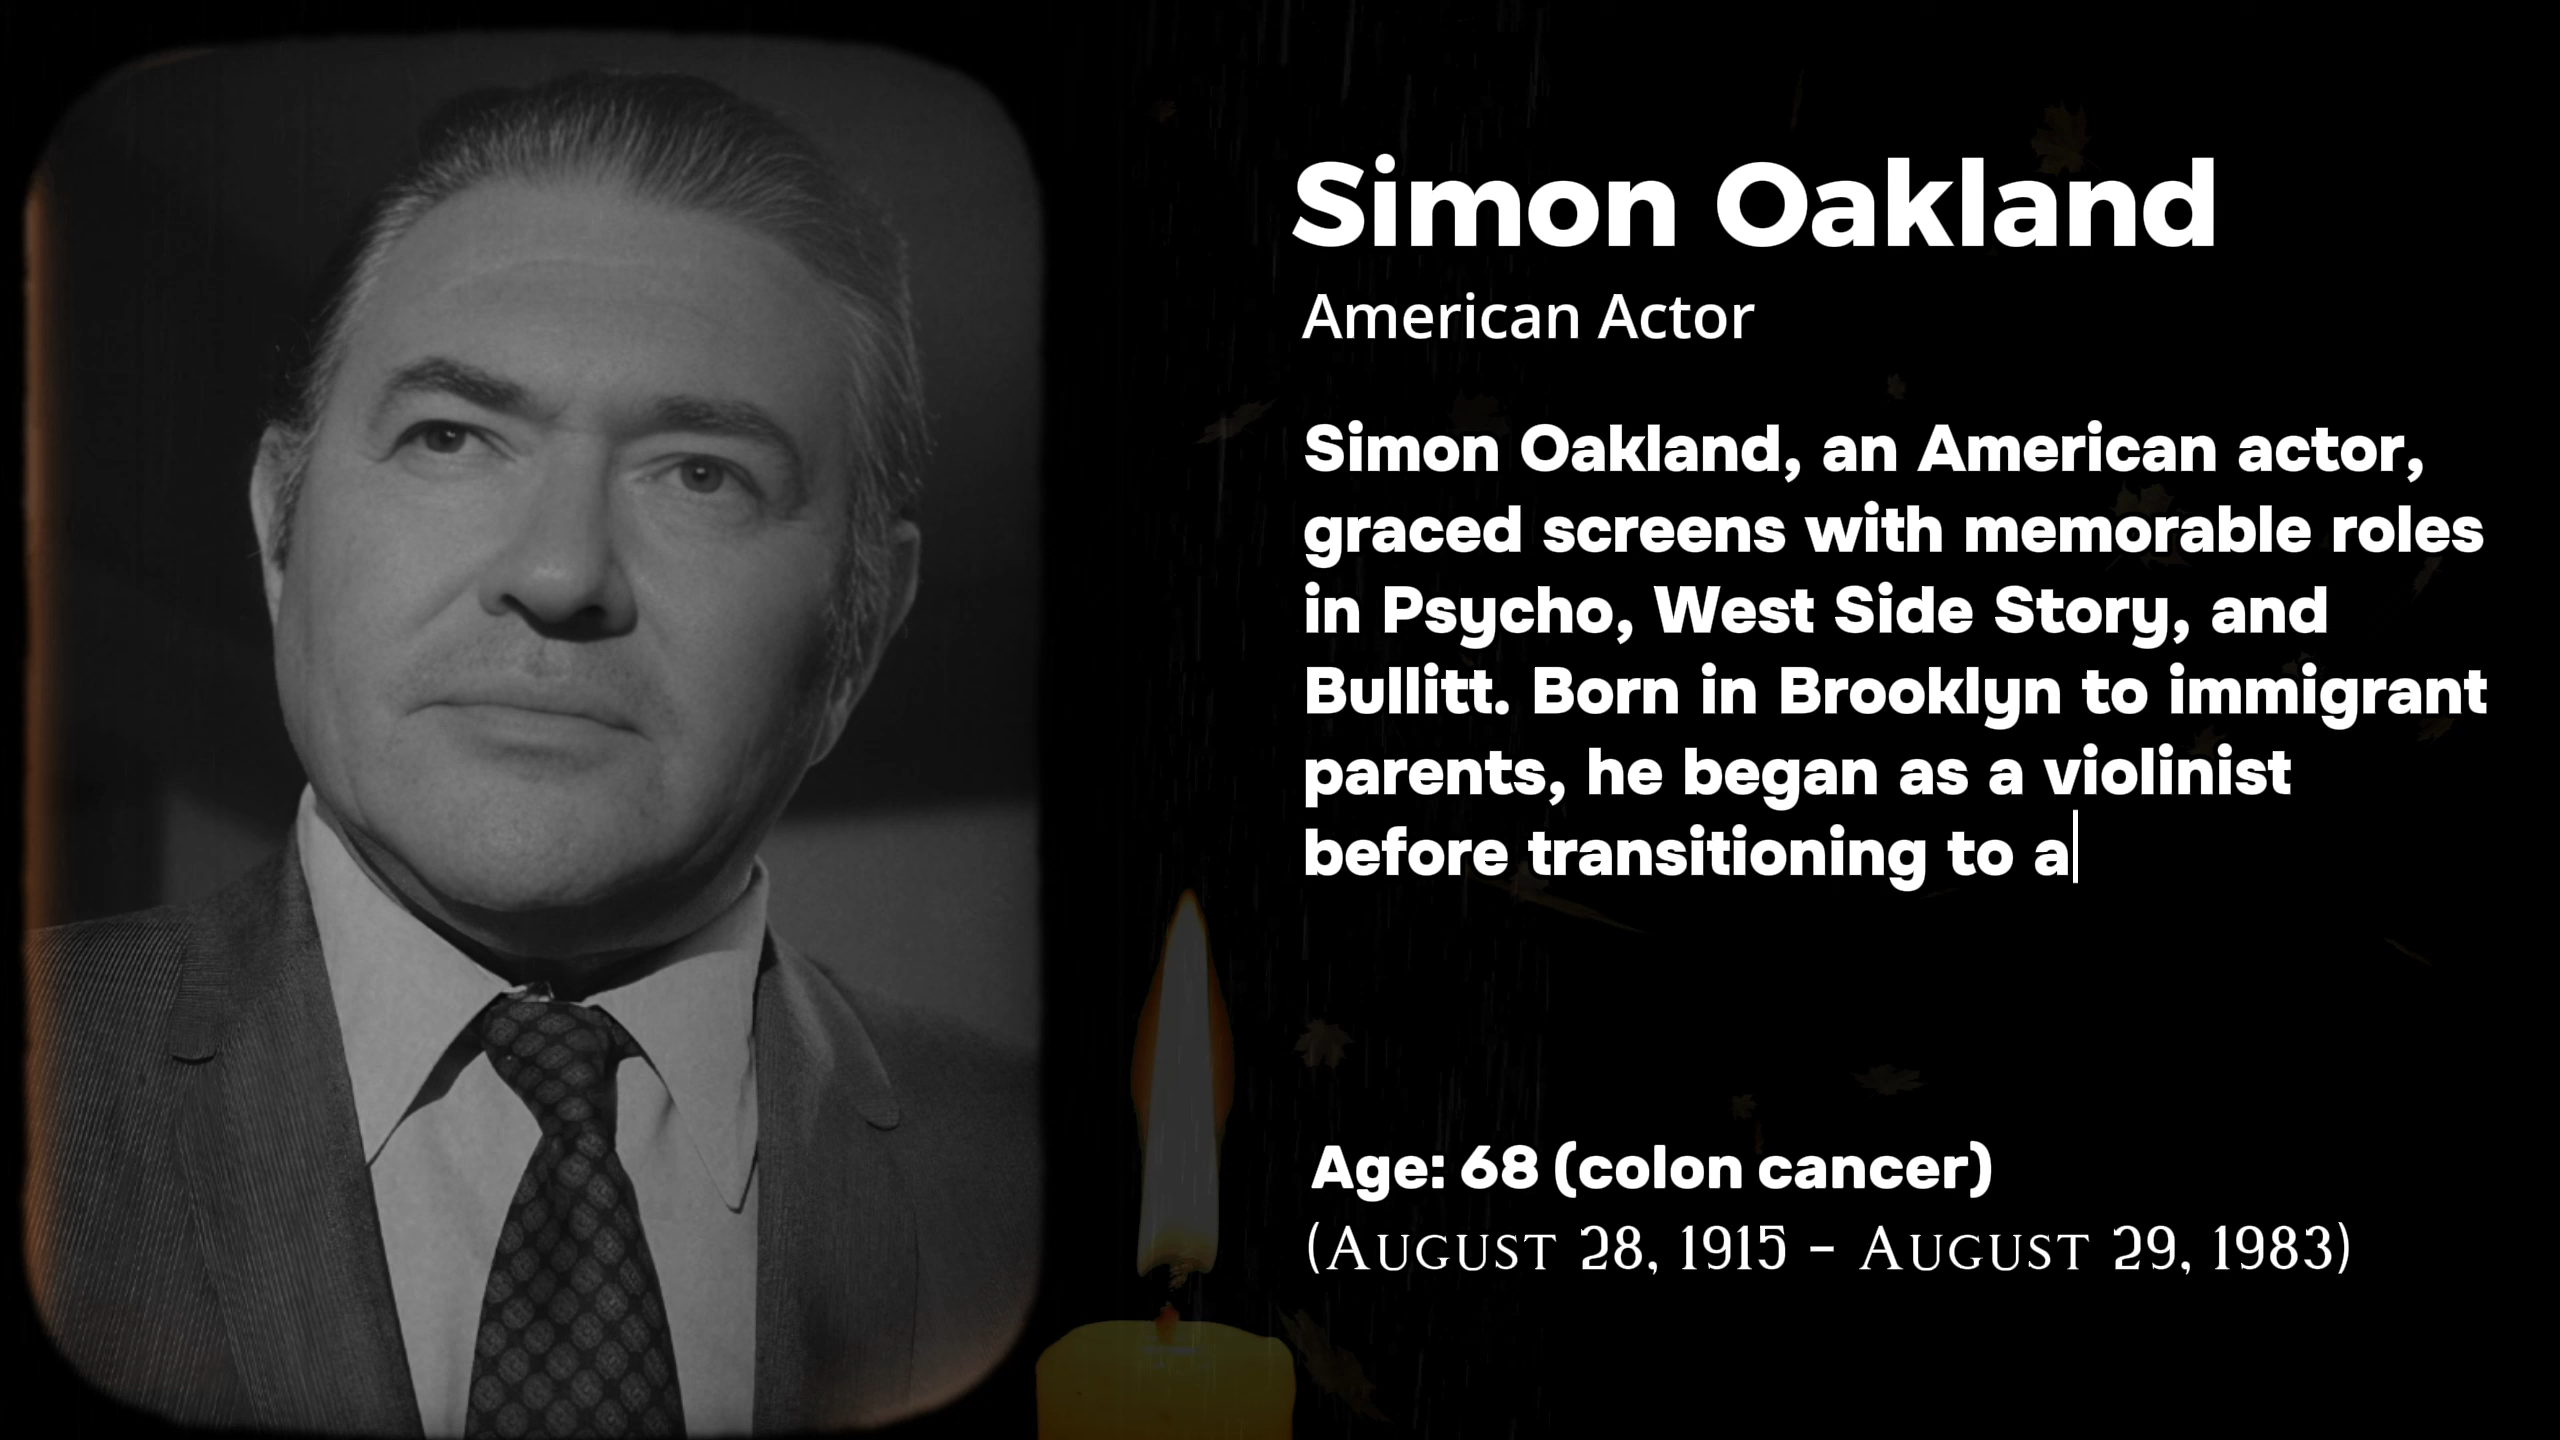 Simon Oakland
American Actor
Simon Oakland, an American actor,
graced screens with memorable roles
in Psycho, West Side Story, and
Bullitt. Born in Brooklyn to immigrant
parents, he began as a violinist
before transitioning to a
Age: 68 (colon cancer)
(August 28, 1915 – August 29, 1983)